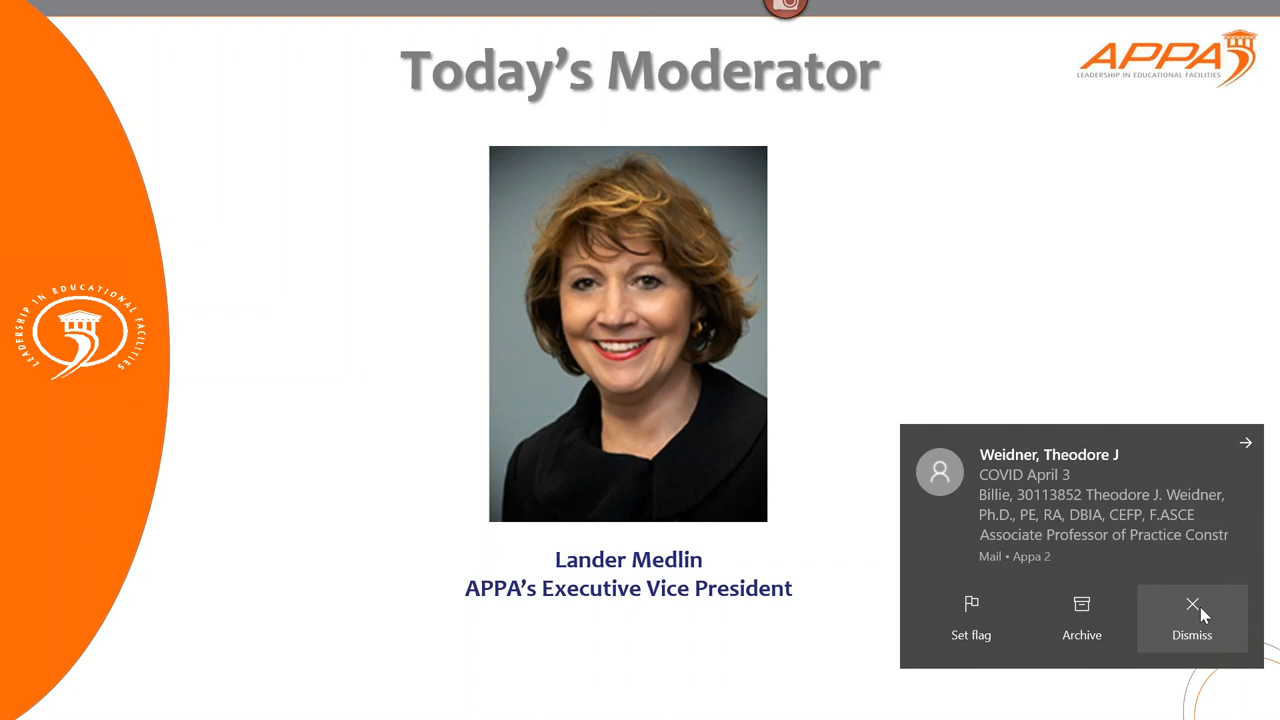 Today's Moderator
APPA
LEADERSHIP IN EDUCATIONAL FACILITIES
LEADERSHIP IN EDUCATIONAL FACILITIES
Lander Medlin
APPA's Executive Vice President
Weidner, Theodore J
COVID April 3
Billie, 30113852 Theodore J. Weidner,
Ph.D., PE, RA, DBIA, CEFP, F.ASCE
Associate Professor of Practice Constr
Mail • Appa 2
Set flag
Archive
Dismiss